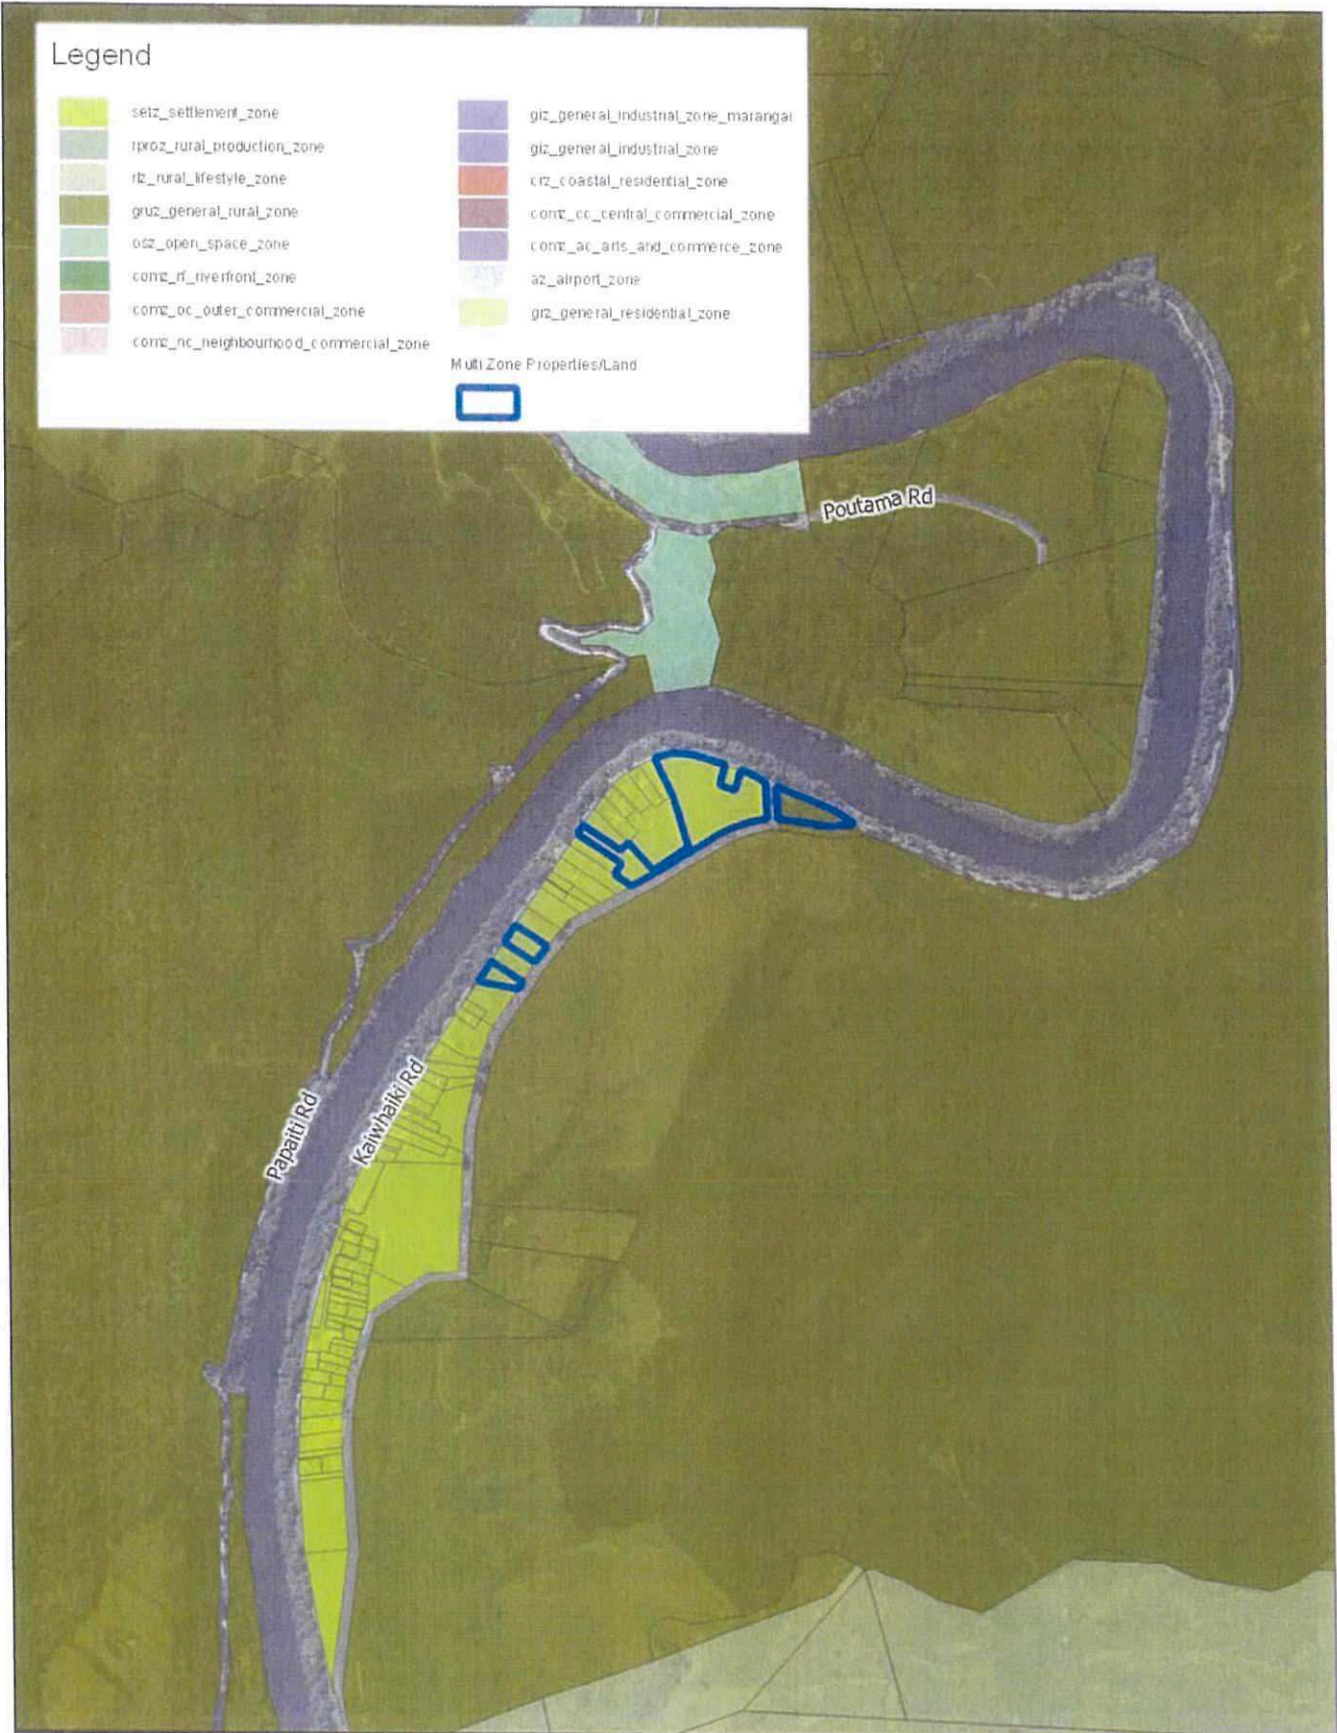 Legend
setz_settlement_zone
rproz_rural_production_zone
rlz_rural_lifestyle_zone
gruz_general_rural_zone
osz_open_space_zone
comz_rf_riverfront_zone
comz_oc_outer_commercial_zone
comz_nc_neighbourhood_commercial_zone
giz_general_industrial_zone_marangai
giz_general_industrial_zone
crz_coastal_residential_zone
comz_cc_central_commercial_zone
comz_ac_arts_and_commerce_zone
az_airport_zone
grz_general_residential_zone
Multi Zone Properties/Land
Poutama Rd
Kaiwhaiki Rd
Papaiti Rd